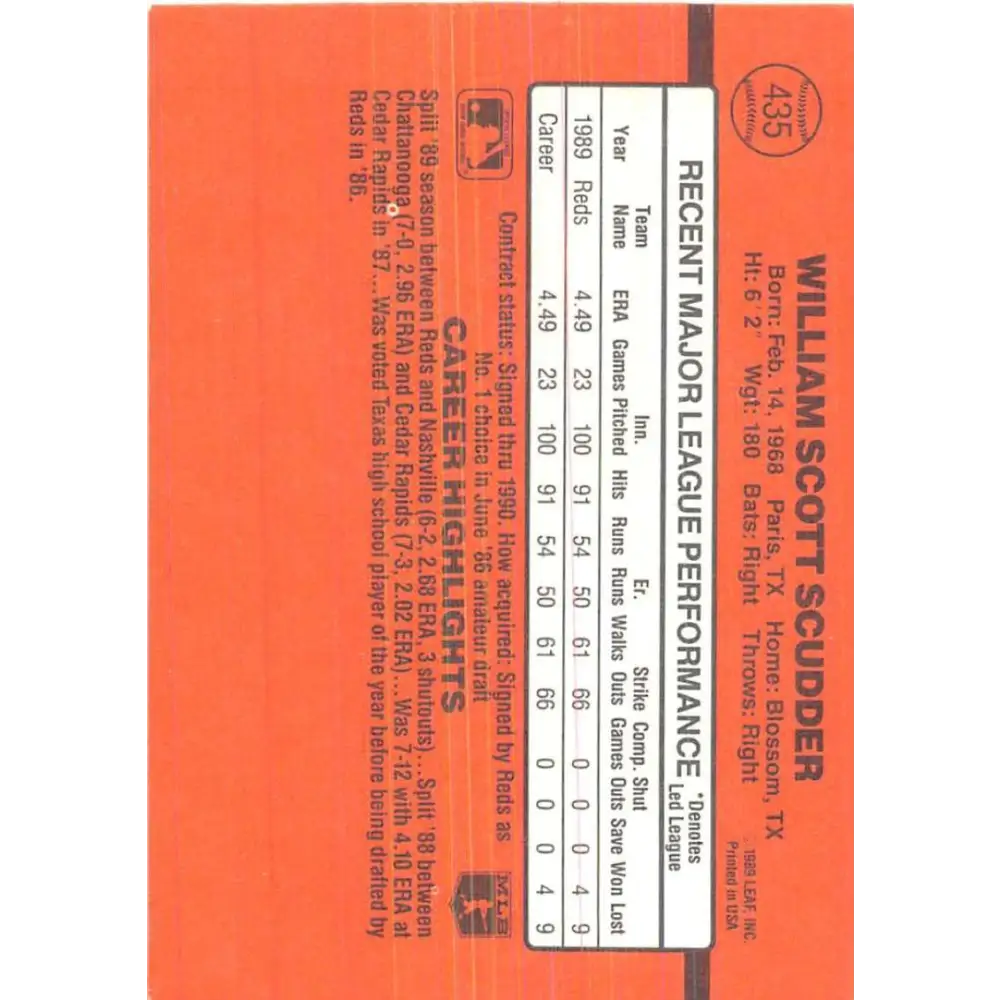 435
WILLIAM SCOTT SCUDDER
Born: Feb. 14, 1968 Paris, TX Home: Blossom, TX
Ht: 6'2" Wgt: 180 Bats: Right Throws: Right
1989 LEAF, INC.
Printed in USA
RECENT MAJOR LEAGUE PERFORMANCE *Denotes Led League
Team Inn. Er. Strike Comp. Shut
Year Name ERA Games Pitched Hits Runs Runs Walks Outs Games Outs Save Won Lost
1989 Reds 4.49 23 100 91 54 50 61 66 0 0 0 4 9
Career 4.49 23 100 91 54 50 61 66 0 0 0 4 9
Contract status: Signed thru 1990. How acquired: Signed by Reds as
No. 1 choice in June '86 amateur draft
MLB
CAREER HIGHLIGHTS
Split '89 season between Reds and Nashville (6-2, 2.68 ERA, 3 shutouts)...Split '88 between
Chattanooga (7-0, 2.96 ERA) and Cedar Rapids (7-3, 2.02 ERA)...Was 7-12 with 4.10 ERA at
Cedar Rapids in '87...Was voted Texas high school player of the year before being drafted by
Reds in '86.